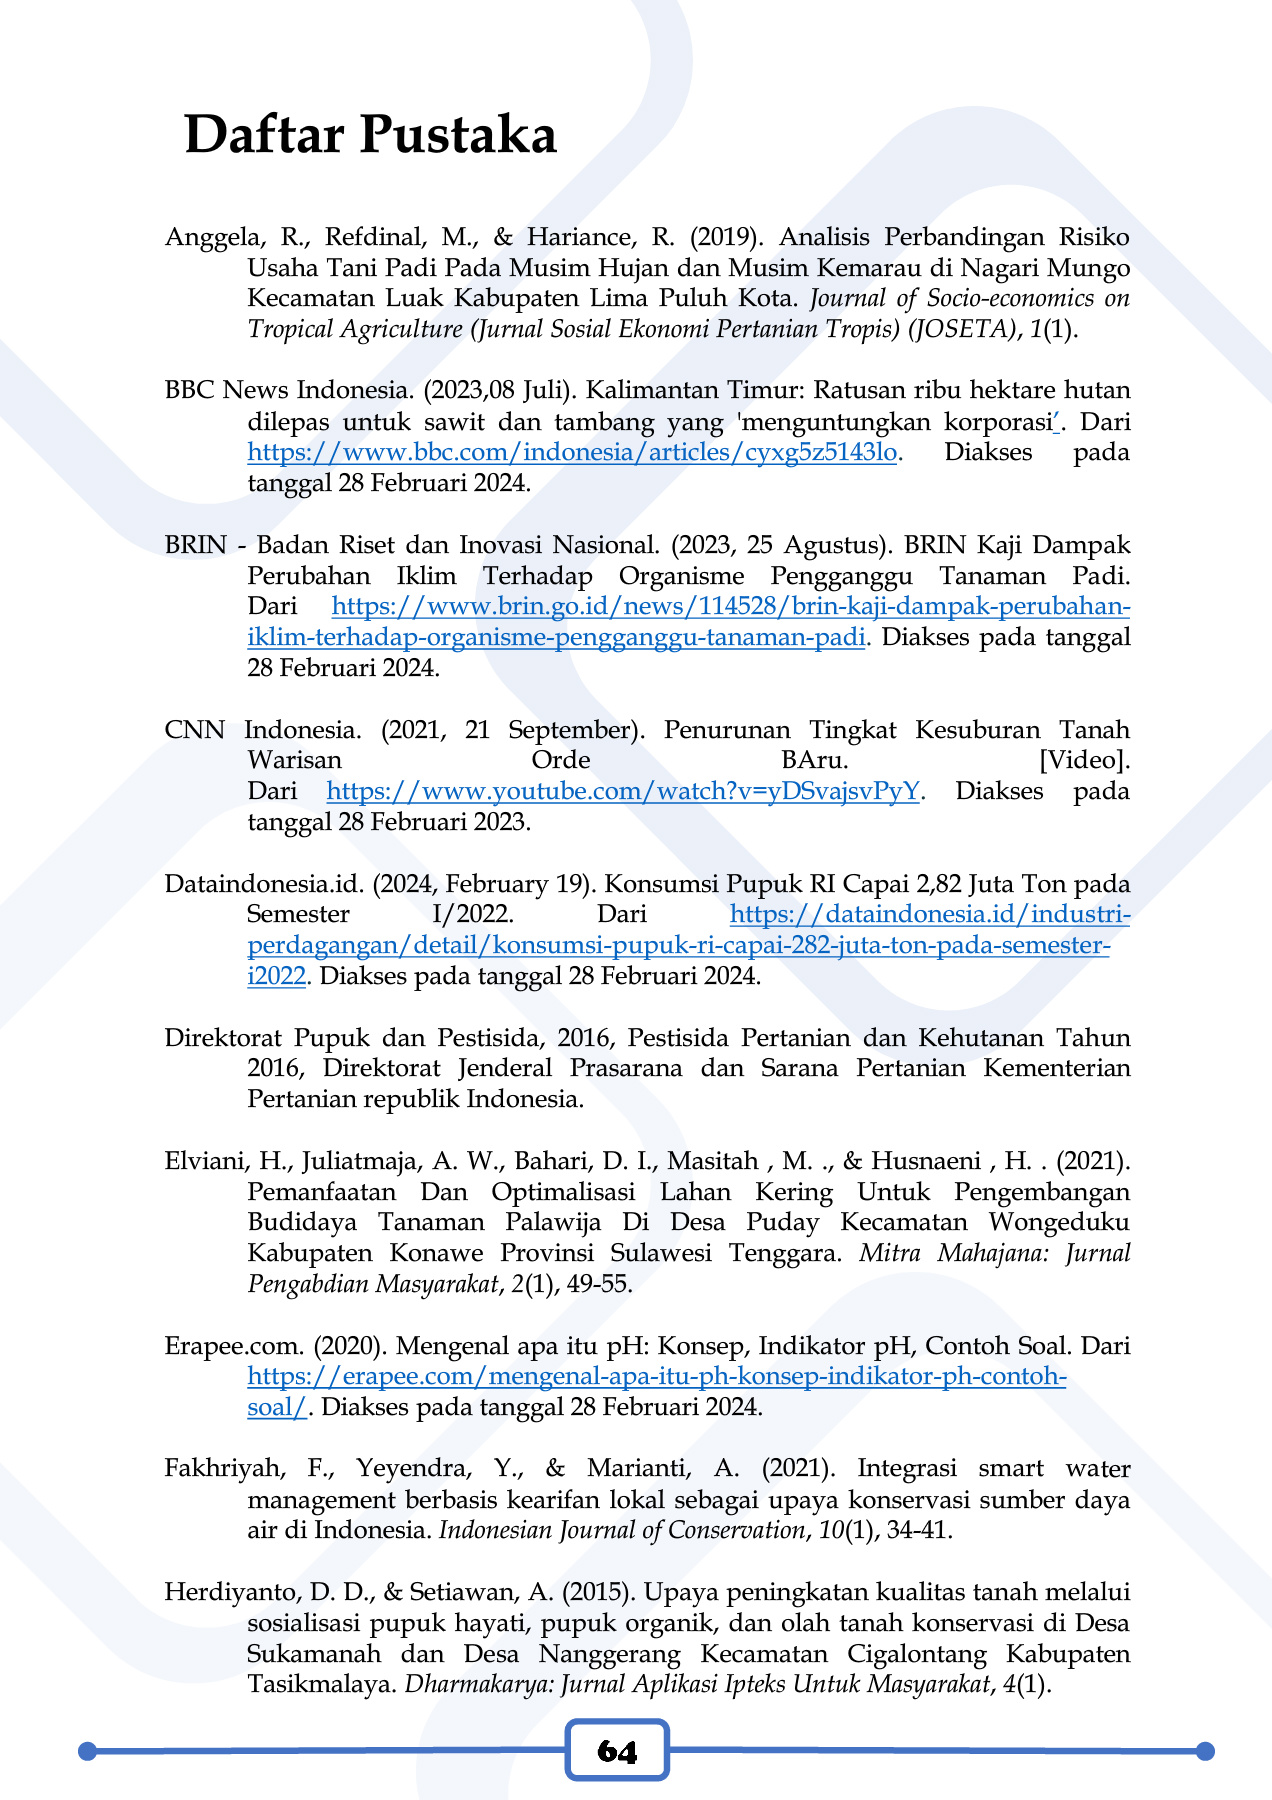 Daftar Pustaka
Anggela, R., Refdinal, M., & Hariance, R. (2019). Analisis Perbandingan Risiko
Usaha Tani Padi Pada Musim Hujan dan Musim Kemarau di Nagari Mungo
Kecamatan Luak Kabupaten Lima Puluh Kota. Journal of Socio-economics on
Tropical Agriculture (Jurnal Sosial Ekonomi Pertanian Tropis) (JOSETA), 1(1).
BBC News Indonesia. (2023,08 Juli). Kalimantan Timur: Ratusan ribu hektare hutan
dilepas untuk sawit dan tambang yang 'menguntungkan korporasi’. Dari
https://www.bbc.com/indonesia/articles/cyxg5z5143lo. Diakses pada
tanggal 28 Februari 2024.
BRIN - Badan Riset dan Inovasi Nasional. (2023, 25 Agustus). BRIN Kaji Dampak
Perubahan Iklim Terhadap Organisme Pengganggu Tanaman Padi.
Dari https://www.brin.go.id/news/114528/brin-kaji-dampak-perubahan-
iklim-terhadap-organisme-pengganggu-tanaman-padi. Diakses pada tanggal
28 Februari 2024.
CNN Indonesia. (2021, 21 September). Penurunan Tingkat Kesuburan Tanah
Warisan Orde BAru. [Video].
Dari https://www.youtube.com/watch?v=yDSvajsvPyY. Diakses pada
tanggal 28 Februari 2023.
Dataindonesia.id. (2024, February 19). Konsumsi Pupuk RI Capai 2,82 Juta Ton pada
Semester I/2022. Dari https://dataindonesia.id/industri-
perdagangan/detail/konsumsi-pupuk-ri-capai-282-juta-ton-pada-semester-
i2022. Diakses pada tanggal 28 Februari 2024.
Direktorat Pupuk dan Pestisida, 2016, Pestisida Pertanian dan Kehutanan Tahun
2016, Direktorat Jenderal Prasarana dan Sarana Pertanian Kementerian
Pertanian republik Indonesia.
Elviani, H., Juliatmaja, A. W., Bahari, D. I., Masitah , M. ., & Husnaeni , H. . (2021).
Pemanfaatan Dan Optimalisasi Lahan Kering Untuk Pengembangan
Budidaya Tanaman Palawija Di Desa Puday Kecamatan Wongeduku
Kabupaten Konawe Provinsi Sulawesi Tenggara. Mitra Mahajana: Jurnal
Pengabdian Masyarakat, 2(1), 49-55.
Erapee.com. (2020). Mengenal apa itu pH: Konsep, Indikator pH, Contoh Soal. Dari
https://erapee.com/mengenal-apa-itu-ph-konsep-indikator-ph-contoh-
soal/. Diakses pada tanggal 28 Februari 2024.
Fakhriyah, F., Yeyendra, Y., & Marianti, A. (2021). Integrasi smart water
management berbasis kearifan lokal sebagai upaya konservasi sumber daya
air di Indonesia. Indonesian Journal of Conservation, 10(1), 34-41.
Herdiyanto, D. D., & Setiawan, A. (2015). Upaya peningkatan kualitas tanah melalui
sosialisasi pupuk hayati, pupuk organik, dan olah tanah konservasi di Desa
Sukamanah dan Desa Nanggerang Kecamatan Cigalontang Kabupaten
Tasikmalaya. Dharmakarya: Jurnal Aplikasi Ipteks Untuk Masyarakat, 4(1).
64